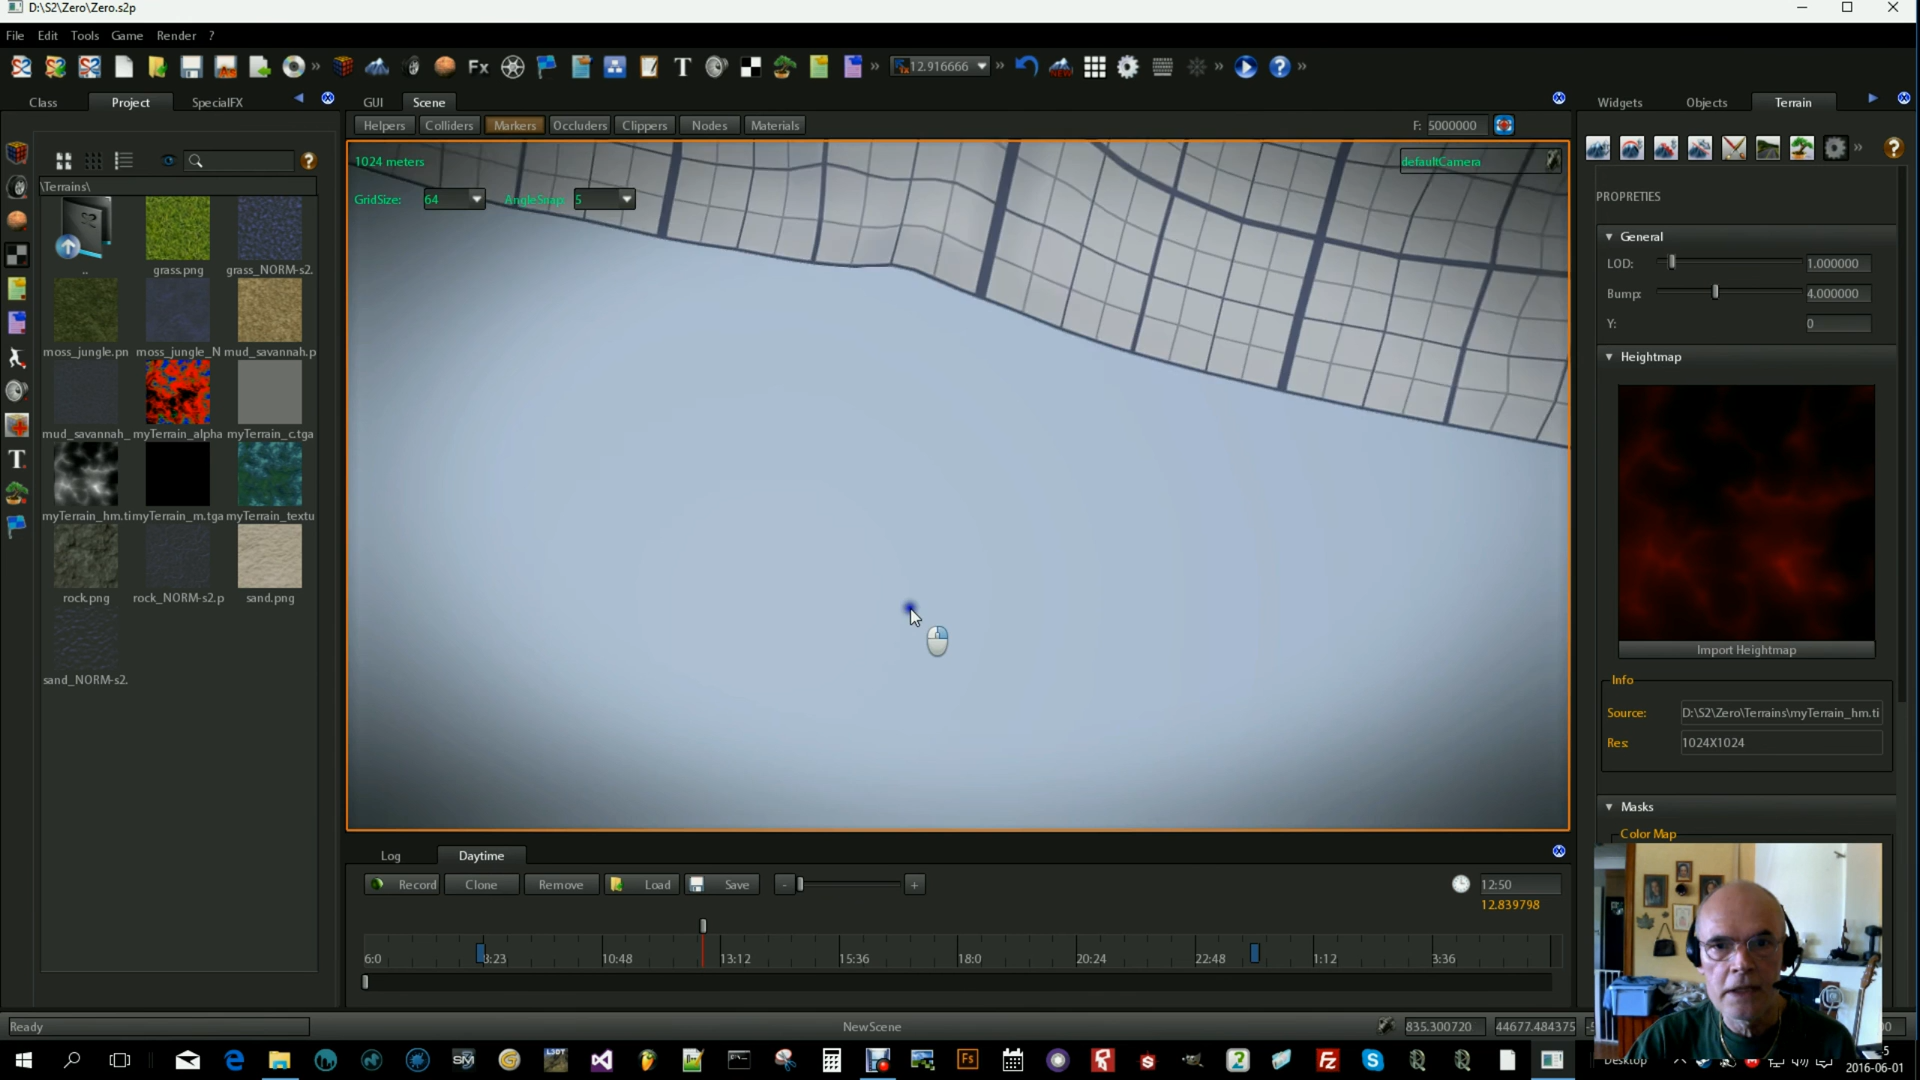 D:\S2\Zero\Zero.s2p
File Edit Tools Game Render ?
Fx T 12.916666
Class Project SpecialFX GUI Scene Widgets Objects Terrain
Helpers Colliders Markers Occluders Clippers Nodes Materials F: 5000000
\Terrains\
1024 meters defaultCamera
GridSize: 64 AngleSnap: 5
PROPRETIES
General
LOD: 1.000000
Bump: 4.000000
Y: 0
Heightmap
.. grass.png grass_NORM-s2.
moss_jungle.pn moss_jungle_N mud_savannah.p
mud_savannah_ myTerrain_alpha myTerrain_c.tga
myTerrain_hm.ti myTerrain_m.tga myTerrain_textu
rock.png rock_NORM-s2.p sand.png
sand_NORM-s2.
Import Heightmap
Info
Source: D:\S2\Zero\Terrains\myTerrain_hm.ti
Res: 1024X1024
Masks
Color Map
Log Daytime
Record Clone Remove Load Save - + 12:50
12.839798
6:0 8:23 10:48 13:12 15:36 18:0 20:24 22:48 1:12 3:36
Ready NewScene 835.300720 44677.484375
Desktop
2016-06-01